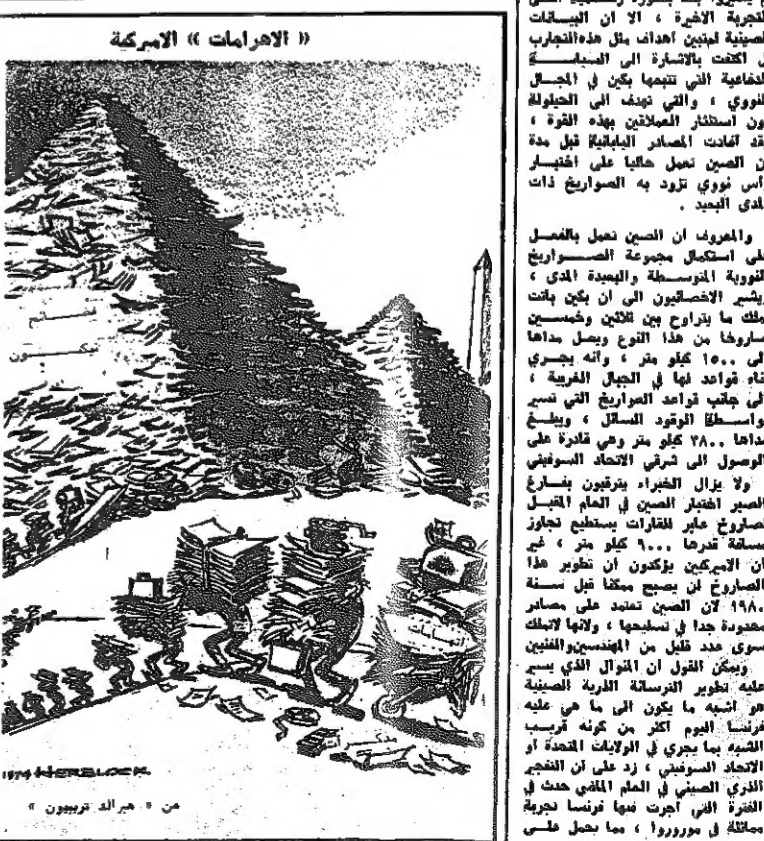 (( الاهرامات )) الاميركية
فضائح
نيكسون
اتهامات
1974 HERBLOCK
من « هيرالد تريبيون »
التجربة الاخيرة ، الا ان البيانات
الصينية لتبين اهداف مثل هذه التجارب
اكتفت بالاشارة الى السياسة
الدفاعية التي تتبعها بكين في المجال
النووي ، والتي تهدف الى الحيلولة
دون استئثار العملاقين بهذه القوة ،
فقد افادت المصادر اليابانية قبل مدة
ان الصين تعمل حاليا على اختبار
رأس نووي تزود به الصواريخ ذات
المدى البعيد .
والمعروف ان الصين تعمل بالفعل
على استكمال مجموعة الصواريخ
النووية المتوسطة والبعيدة المدى ،
ويشير الاخصائيون الى ان بكين باتت
تملك ما يتراوح بين ثلاثين وخمسين
صاروخا من هذا النوع ويصل مداها
الى ١٥٠٠ كيلو متر ، وانه يجري
بناء قواعد لها في الجبال الغربية ،
الى جانب قواعد الصواريخ التي تسير
بواسطة الوقود السائل ، ويبلغ
مداها ٣٨٠٠ كيلو متر وهي قادرة على
الوصول الى شرقي الاتحاد السوفيتي
ولا يزال الخبراء يترقبون بفارغ
الصبر اختبار الصين في العام المقبل
لصاروخ عابر للقارات يستطيع تجاوز
مسافة قدرها ٩٠٠٠ كيلو متر ، غير
ان الاميركيين يؤكدون ان تطوير هذا
الصاروخ لن يصبح ممكنا قبل سنة
١٩٨٠ لان الصين تعتمد على مصادر
محدودة جدا في تسليحها ، ولانها لاتملك
سوى عدد قليل من المهندسين والفنيين
ويمكن القول ان المنوال الذي يسير
عليه تطوير الترسانة الذرية الصينية
هو اشبه ما يكون الى ما هي عليه
فرنسا اليوم اكثر من كونه قريب
الشبه بما يجري في الولايات المتحدة او
الاتحاد السوفيتي ، زد على ان التفجير
الذري الصيني في العام الماضي حدث في
الفترة التي اجرت فيها فرنسا تجربة
مماثلة في موروروا ، مما يحمل على